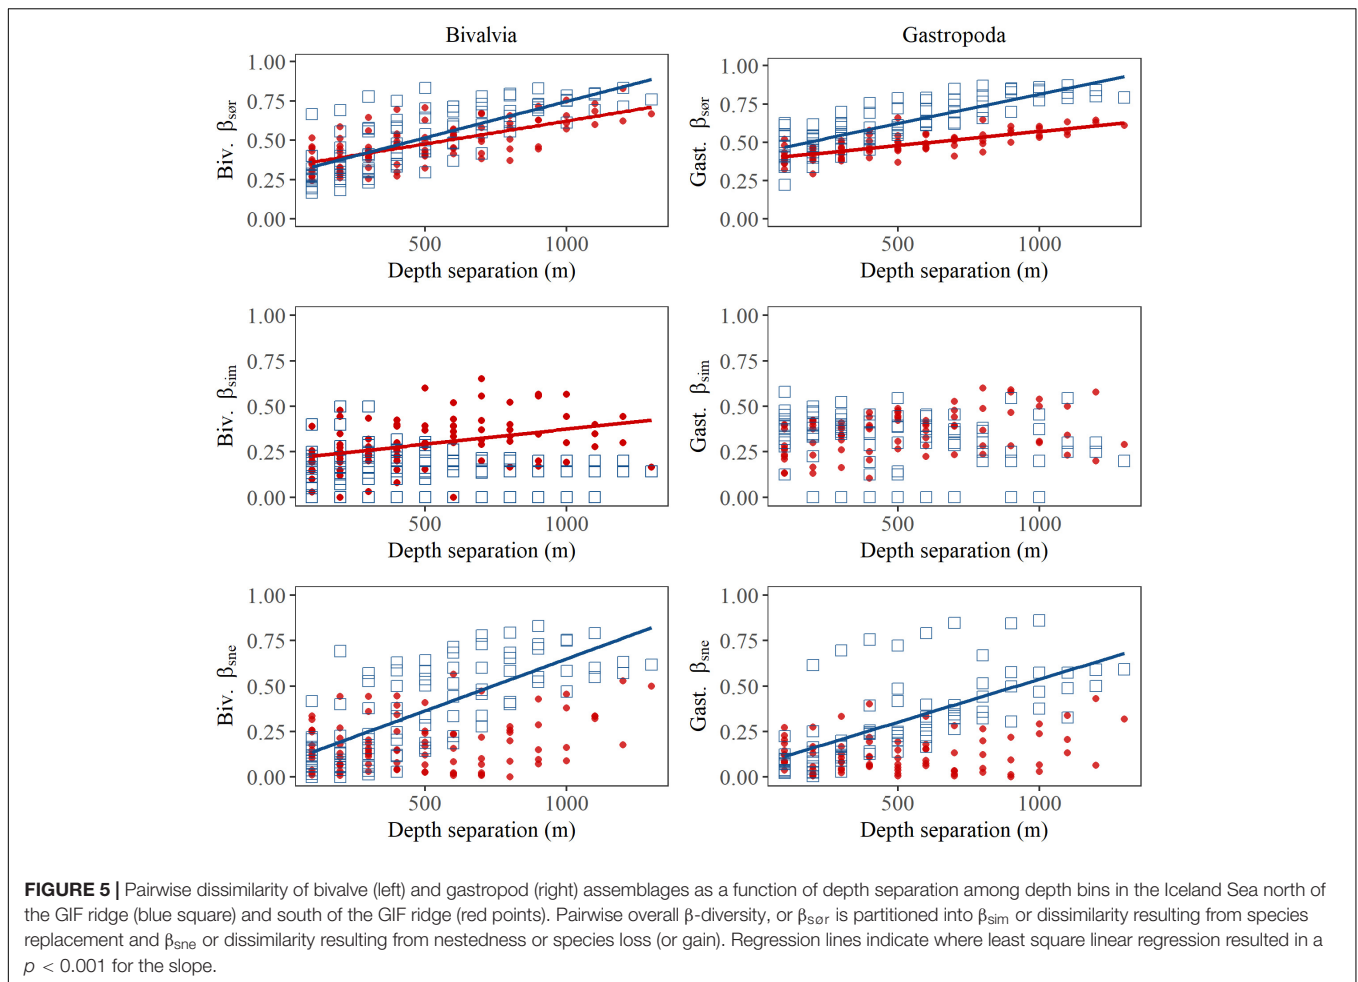 Bivalvia
Gastropoda
1.00
0.75
0.50
0.25
0.00
Biv. βsør
500
1000
Depth separation (m)
1.00
0.75
0.50
0.25
0.00
Gast. βsør
500
1000
Depth separation (m)
1.00
0.75
0.50
0.25
0.00
Biv. βsim
500
1000
Depth separation (m)
1.00
0.75
0.50
0.25
0.00
Gast. βsim
500
1000
Depth separation (m)
1.00
0.75
0.50
0.25
0.00
Biv. βsne
500
1000
Depth separation (m)
1.00
0.75
0.50
0.25
0.00
Gast. βsne
500
1000
Depth separation (m)
FIGURE 5 | Pairwise dissimilarity of bivalve (left) and gastropod (right) assemblages as a function of depth separation among depth bins in the Iceland Sea north of
the GIF ridge (blue square) and south of the GIF ridge (red points). Pairwise overall β-diversity, or βsør is partitioned into βsim or dissimilarity resulting from species
replacement and βsne or dissimilarity resulting from nestedness or species loss (or gain). Regression lines indicate where least square linear regression resulted in a
p < 0.001 for the slope.